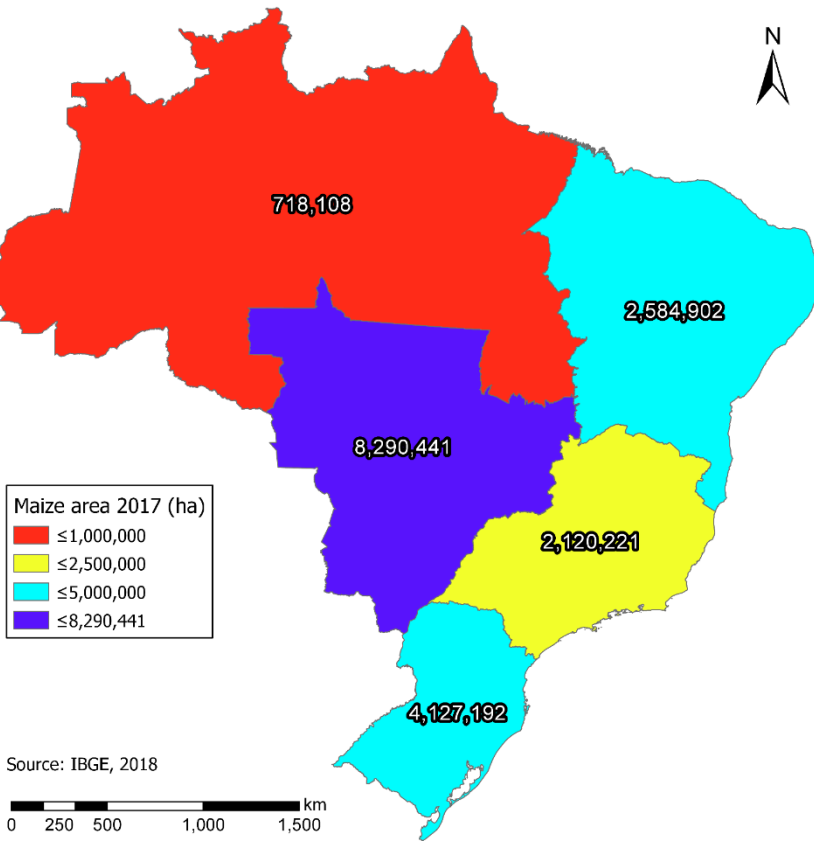 N
718,108
2,584,902
8,290,441
2,120,221
4,127,192
Maize area 2017 (ha)
≤1,000,000
≤2,500,000
≤5,000,000
≤8,290,441
Source: IBGE, 2018
km
0 250 500 1,000 1,500